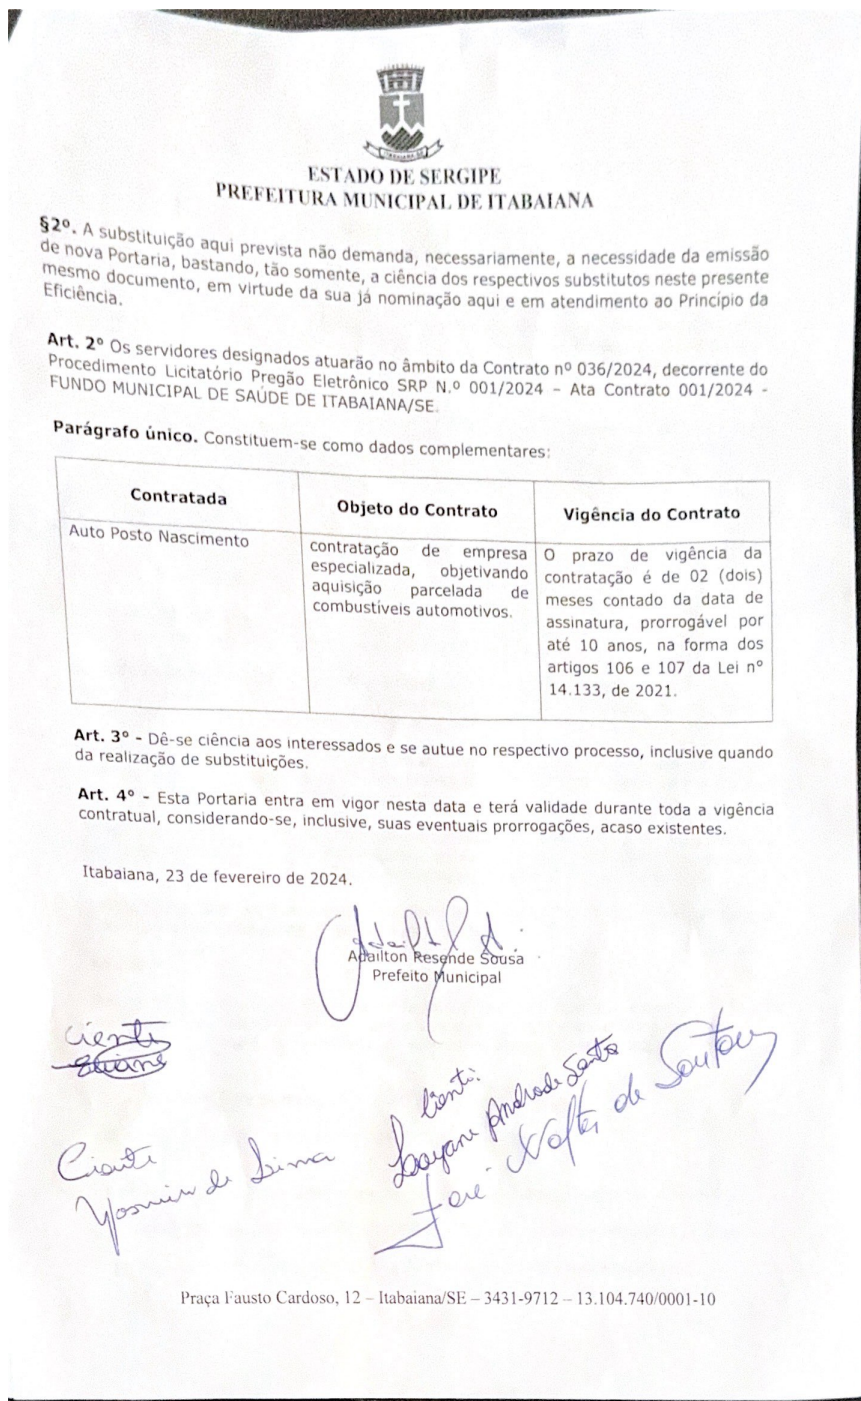 ESTADO DE SERGIPE
PREFEITURA MUNICIPAL DE ITABAIANA
§2º. A substituição aqui prevista não demanda, necessariamente, a necessidade da emissão
de nova Portaria, bastando, tão somente, a ciência dos respectivos substitutos neste presente
mesmo documento, em virtude da sua já nominação aqui e em atendimento ao Princípio da
Eficiência.
Art. 2º Os servidores designados atuarão no âmbito da Contrato nº 036/2024, decorrente do
Procedimento Licitatório Pregão Eletrônico SRP N.º 001/2024 – Ata Contrato 001/2024 -
FUNDO MUNICIPAL DE SAÚDE DE ITABAIANA/SE.
Parágrafo único. Constituem-se como dados complementares:
Contratada
Objeto do Contrato
Vigência do Contrato
Auto Posto Nascimento
contratação de empresa
especializada, objetivando
aquisição parcelada de
combustíveis automotivos.
O prazo de vigência da
contratação é de 02 (dois)
meses contado da data de
assinatura, prorrogável por
até 10 anos, na forma dos
artigos 106 e 107 da Lei nº
14.133, de 2021.
Art. 3º - Dê-se ciência aos interessados e se autue no respectivo processo, inclusive quando
da realização de substituições.
Art. 4º - Esta Portaria entra em vigor nesta data e terá validade durante toda a vigência
contratual, considerando-se, inclusive, suas eventuais prorrogações, acaso existentes.
Itabaiana, 23 de fevereiro de 2024.
Adailton Resende Sousa
Prefeito Municipal
Ciente
Ciente:
Andrade Santos
José de
Ciente
Yasmin de Lima
Praça Fausto Cardoso, 12 – Itabaiana/SE – 3431-9712 – 13.104.740/0001-10